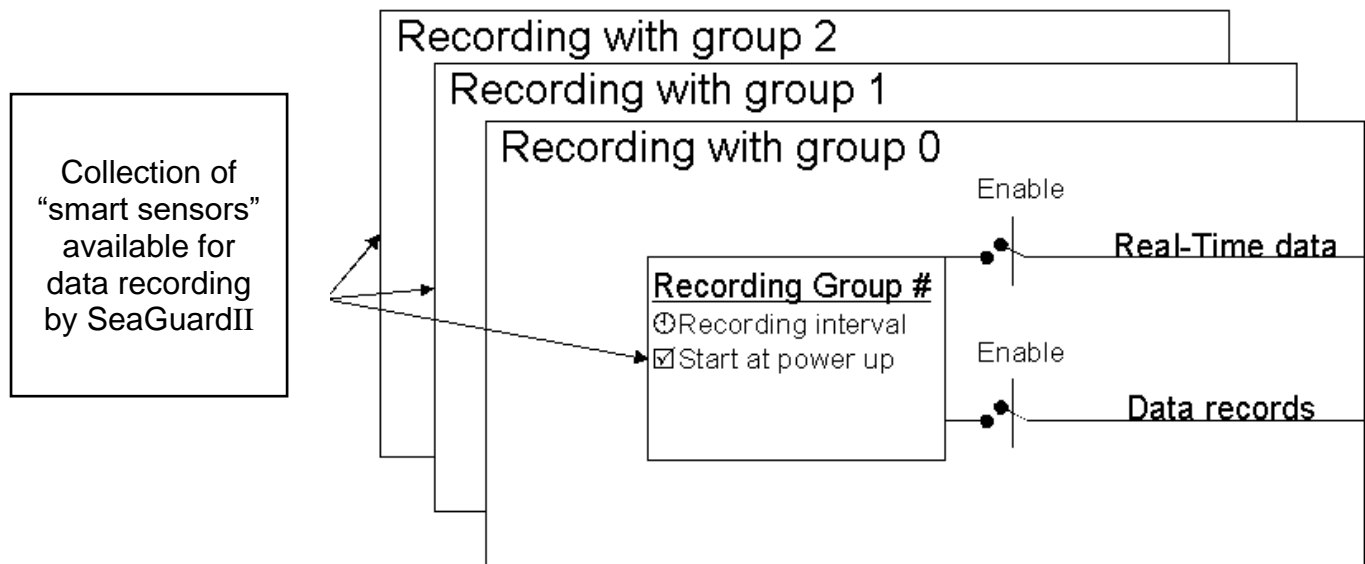 Recording with group 2
Recording with group 1
Recording with group 0
Collection of
“smart sensors”
available for
data recording
by SeaGuardII
Enable
Real-Time data
Recording Group #
Recording interval
Start at power up
Enable
Data records